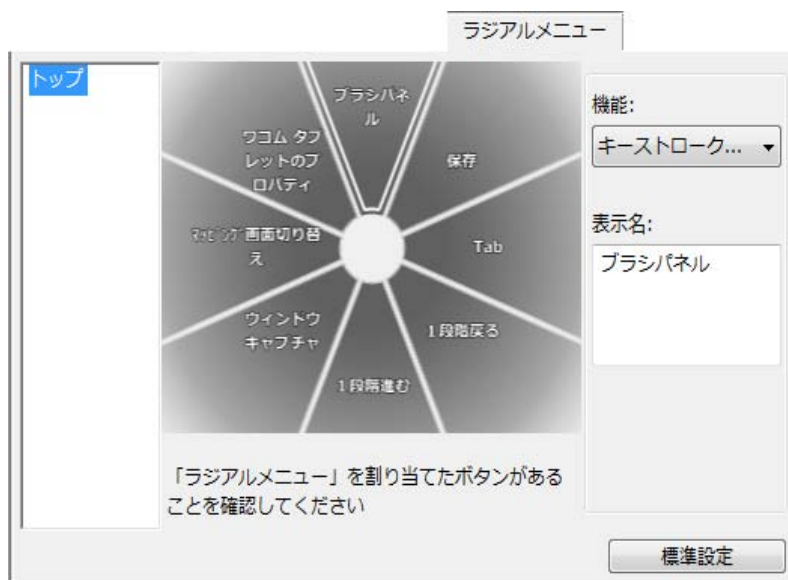 ラジアルメニュー
トップ
ブラシパネ
ル
保存
Tab
1段階戻る
1段階進む
ウィンドウ
キャプチャ
ﾏｯﾋﾟﾝｸﾞ画面切り替
え
ワコム タブ
レットのプ
ロパティ
機能:
キーストローク...
表示名:
ブラシパネル
「ラジアルメニュー」を割り当てたボタンがある
ことを確認してください
標準設定